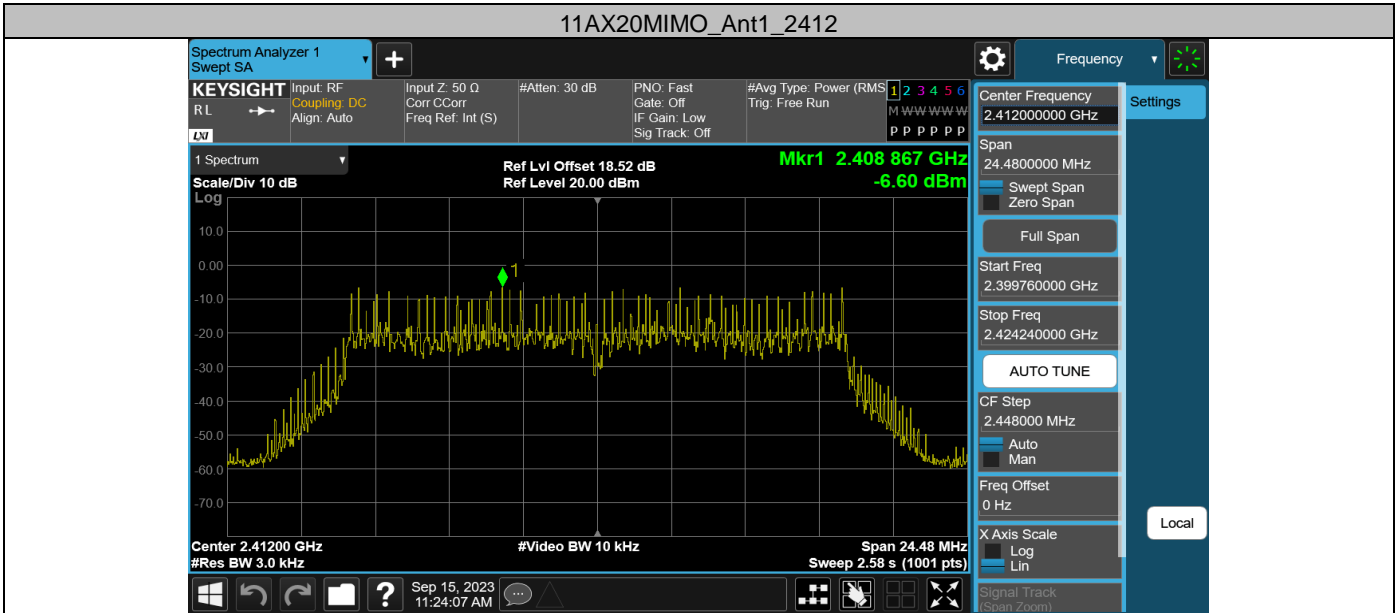 11AX20MIMO_Ant1_2412
Spectrum Analyzer 1
Swept SA
Frequency
KEYSIGHT
R L
LXI
Input: RF
Coupling: DC
Align: Auto
Input Z: 50 Ω
Corr CCorr
Freq Ref: Int (S)
#Atten: 30 dB
PNO: Fast
Gate: Off
IF Gain: Low
Sig Track: Off
#Avg Type: Power (RMS
Trig: Free Run
1 2 3 4 5 6
M W W W W W
P P P P P P
1 Spectrum
Scale/Div 10 dB
Log
Ref Lvl Offset 18.52 dB
Ref Level 20.00 dBm
Mkr1 2.408 867 GHz
-6.60 dBm
10.0
0.00
-10.0
-20.0
-30.0
-40.0
-50.0
-60.0
-70.0
1
Center 2.41200 GHz
#Res BW 3.0 kHz
#Video BW 10 kHz
Span 24.48 MHz
Sweep 2.58 s (1001 pts)
Center Frequency
2.412000000 GHz
Span
24.4800000 MHz
Swept Span
Zero Span
Full Span
Start Freq
2.399760000 GHz
Stop Freq
2.424240000 GHz
AUTO TUNE
CF Step
2.448000 MHz
Auto
Man
Freq Offset
0 Hz
X Axis Scale
Log
Lin
Signal Track
(Span Zoom)
Settings
Local
?
Sep 15, 2023
11:24:07 AM